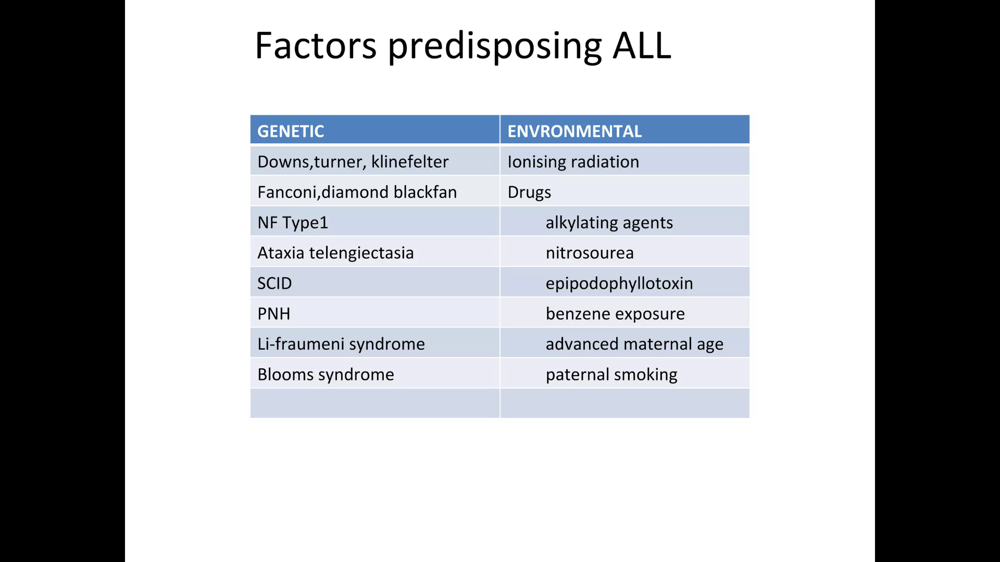 Factors predisposing ALL
GENETIC ENVRONMENTAL
Downs,turner, klinefelter Ionising radiation
Fanconi,diamond blackfan Drugs
NF Type1 alkylating agents
Ataxia telengiectasia nitrosourea
SCID epipodophyllotoxin
PNH benzene exposure
Li-fraumeni syndrome advanced maternal age
Blooms syndrome paternal smoking